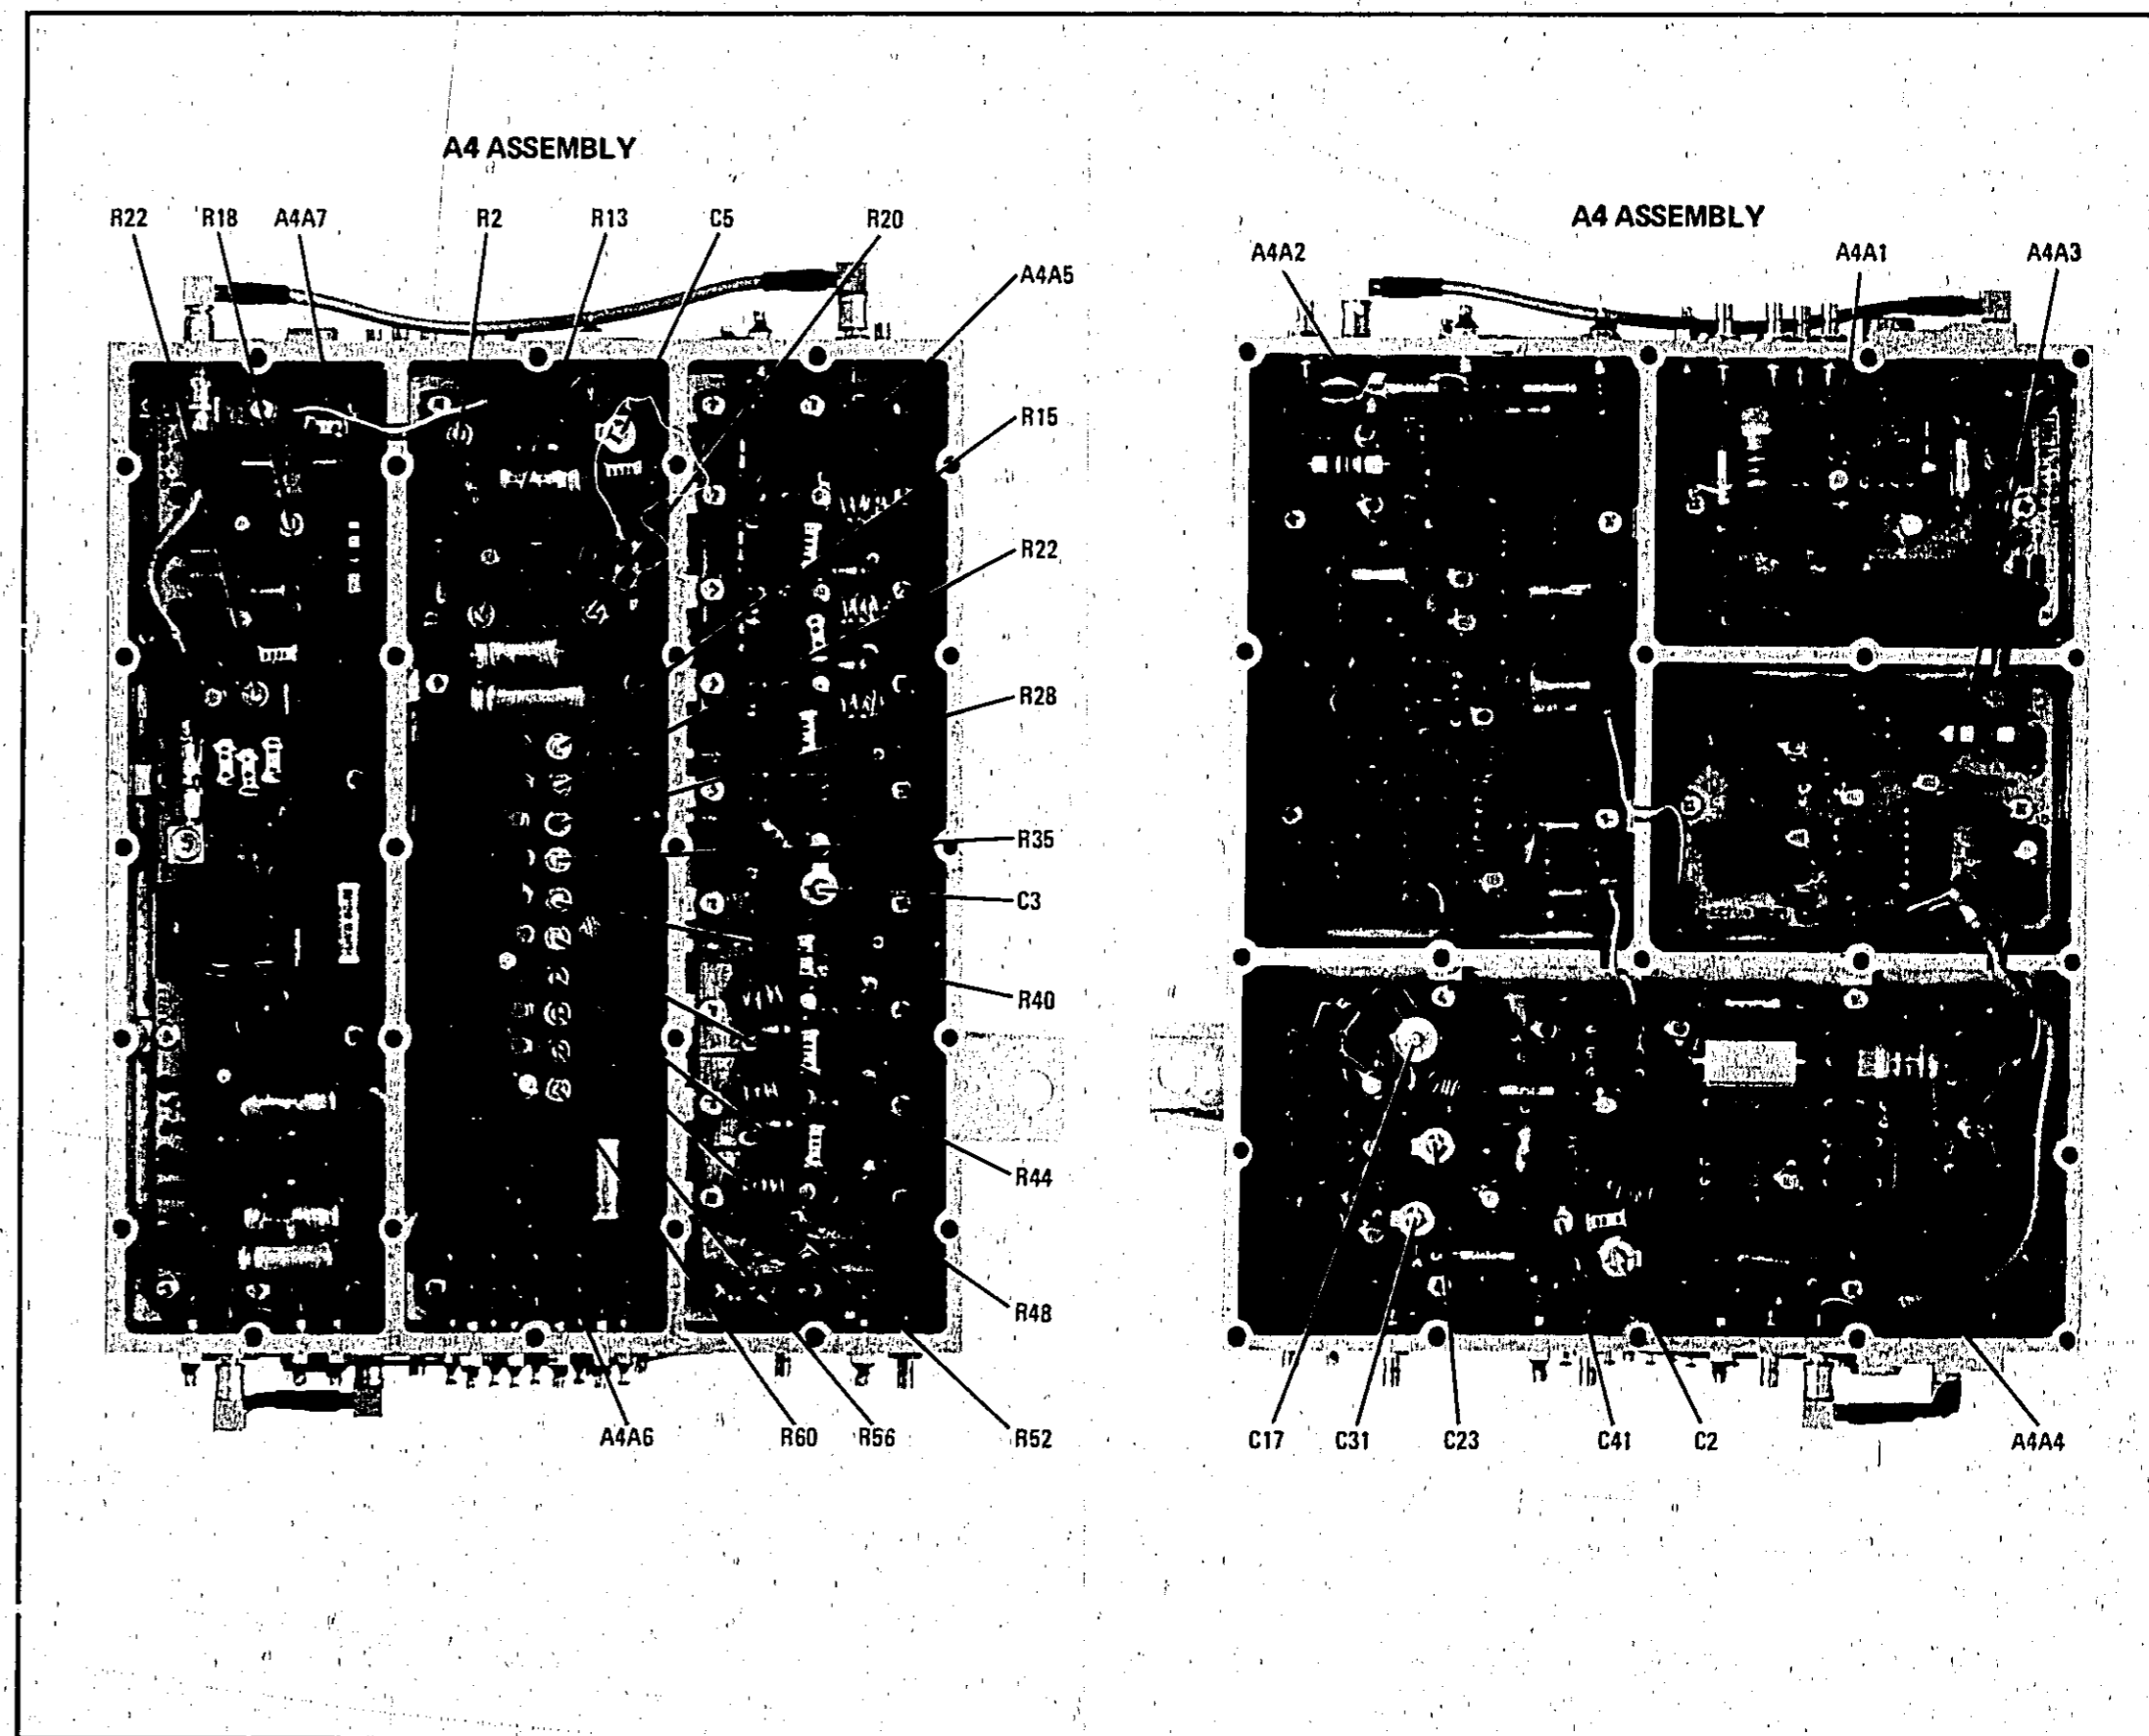 A4 ASSEMBLY
R22 R18 A4A7 R2 R13 C5 R20
A4A5
R15
R22
R28
R35
C3
R40
R44
R48
A4A6 R60 R56 R52
A4 ASSEMBLY
A4A2 A4A1 A4A3
C17 C31 C23 C41 C2 A4A4